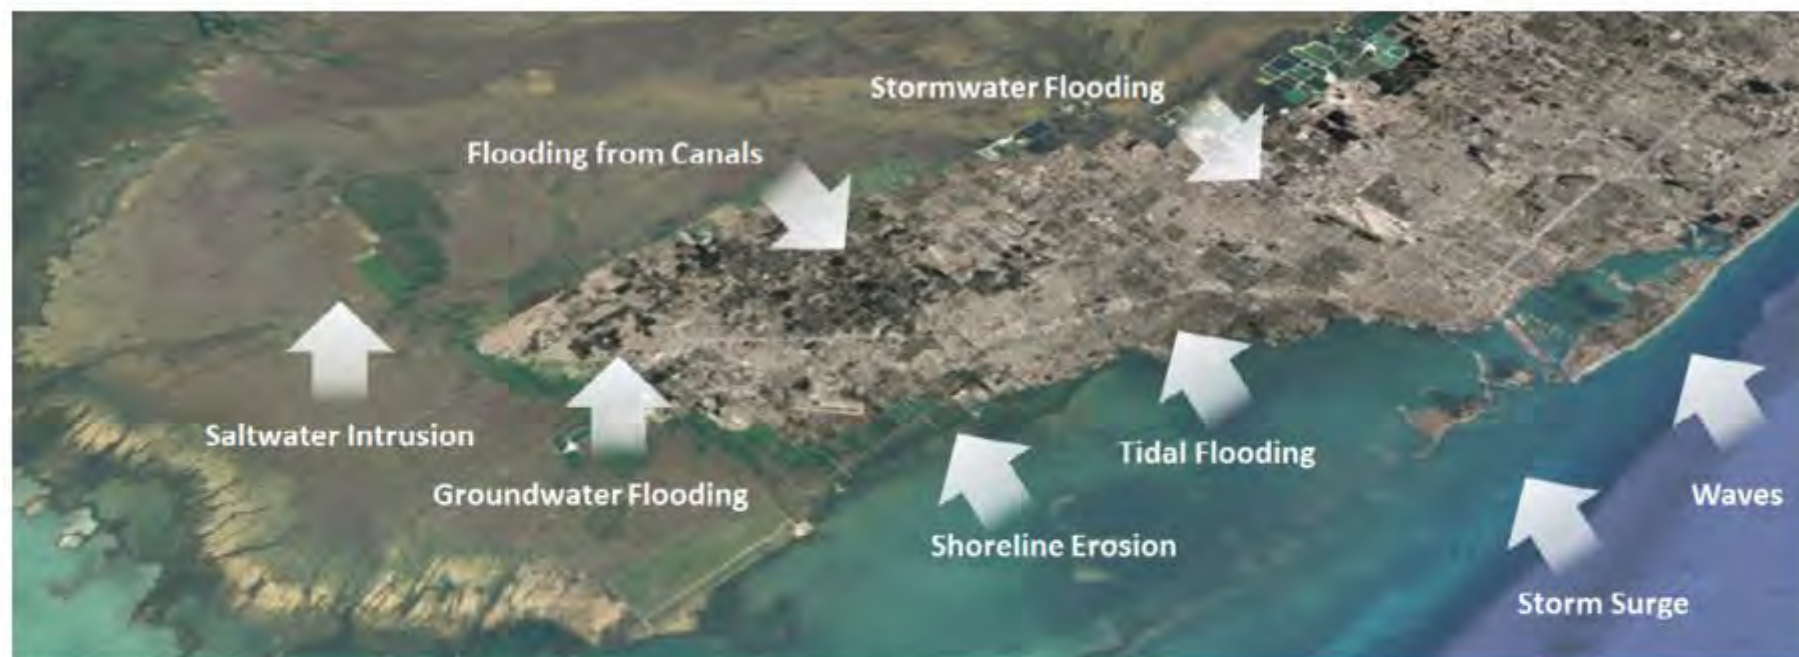 Stormwater Flooding
Flooding from Canals
Saltwater Intrusion
Tidal Flooding
Groundwater Flooding
Waves
Shoreline Erosion
Storm Surge